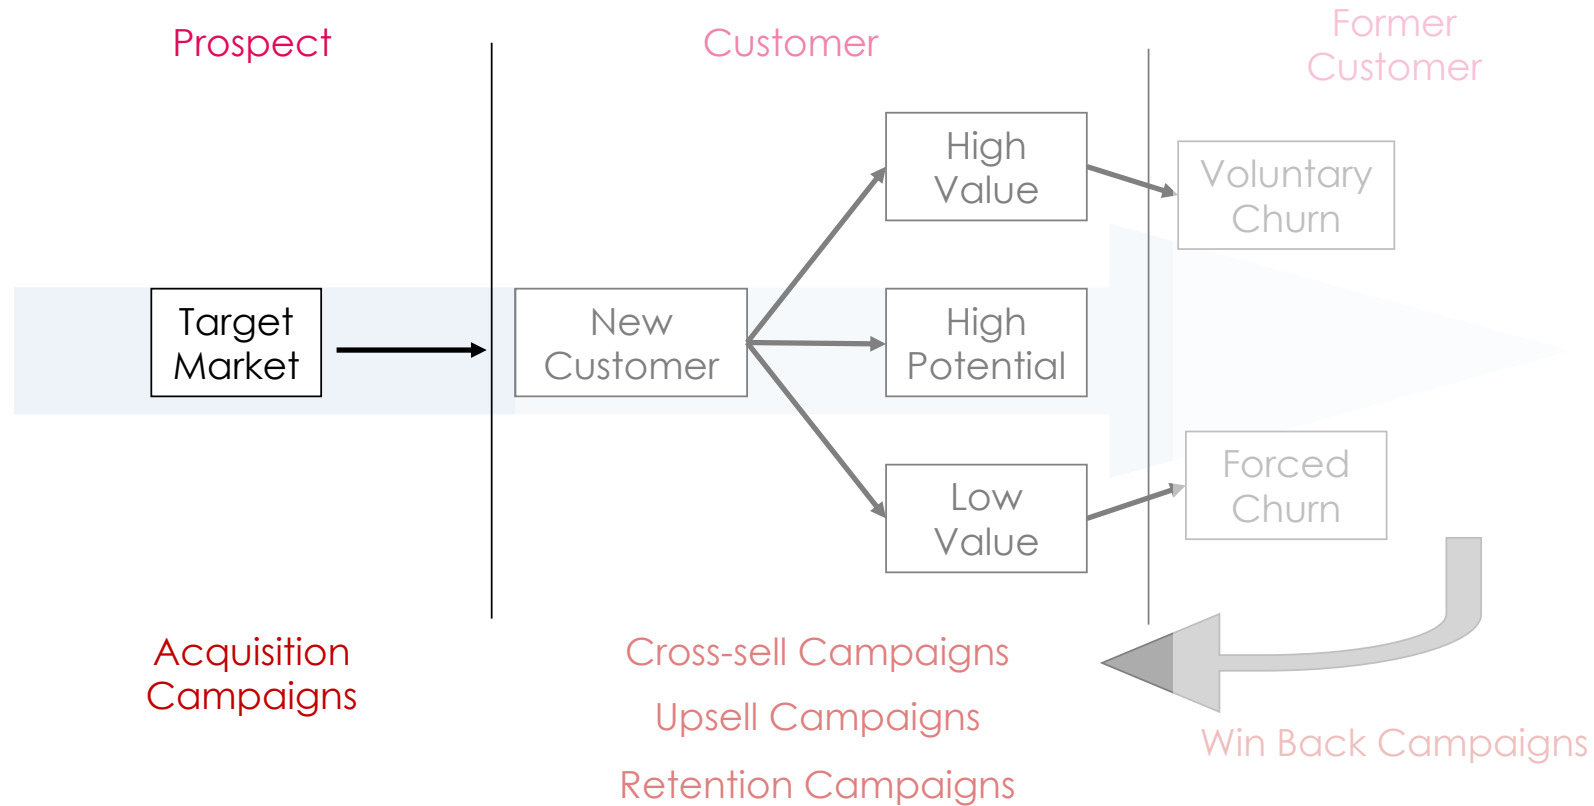 Prospect
Customer
Former
Customer
High
Value
Voluntary
Churn
Target
Market
New
Customer
High
Potential
Low
Value
Forced
Churn
Acquisition
Campaigns
Cross-sell Campaigns
Upsell Campaigns
Retention Campaigns
Win Back Campaigns